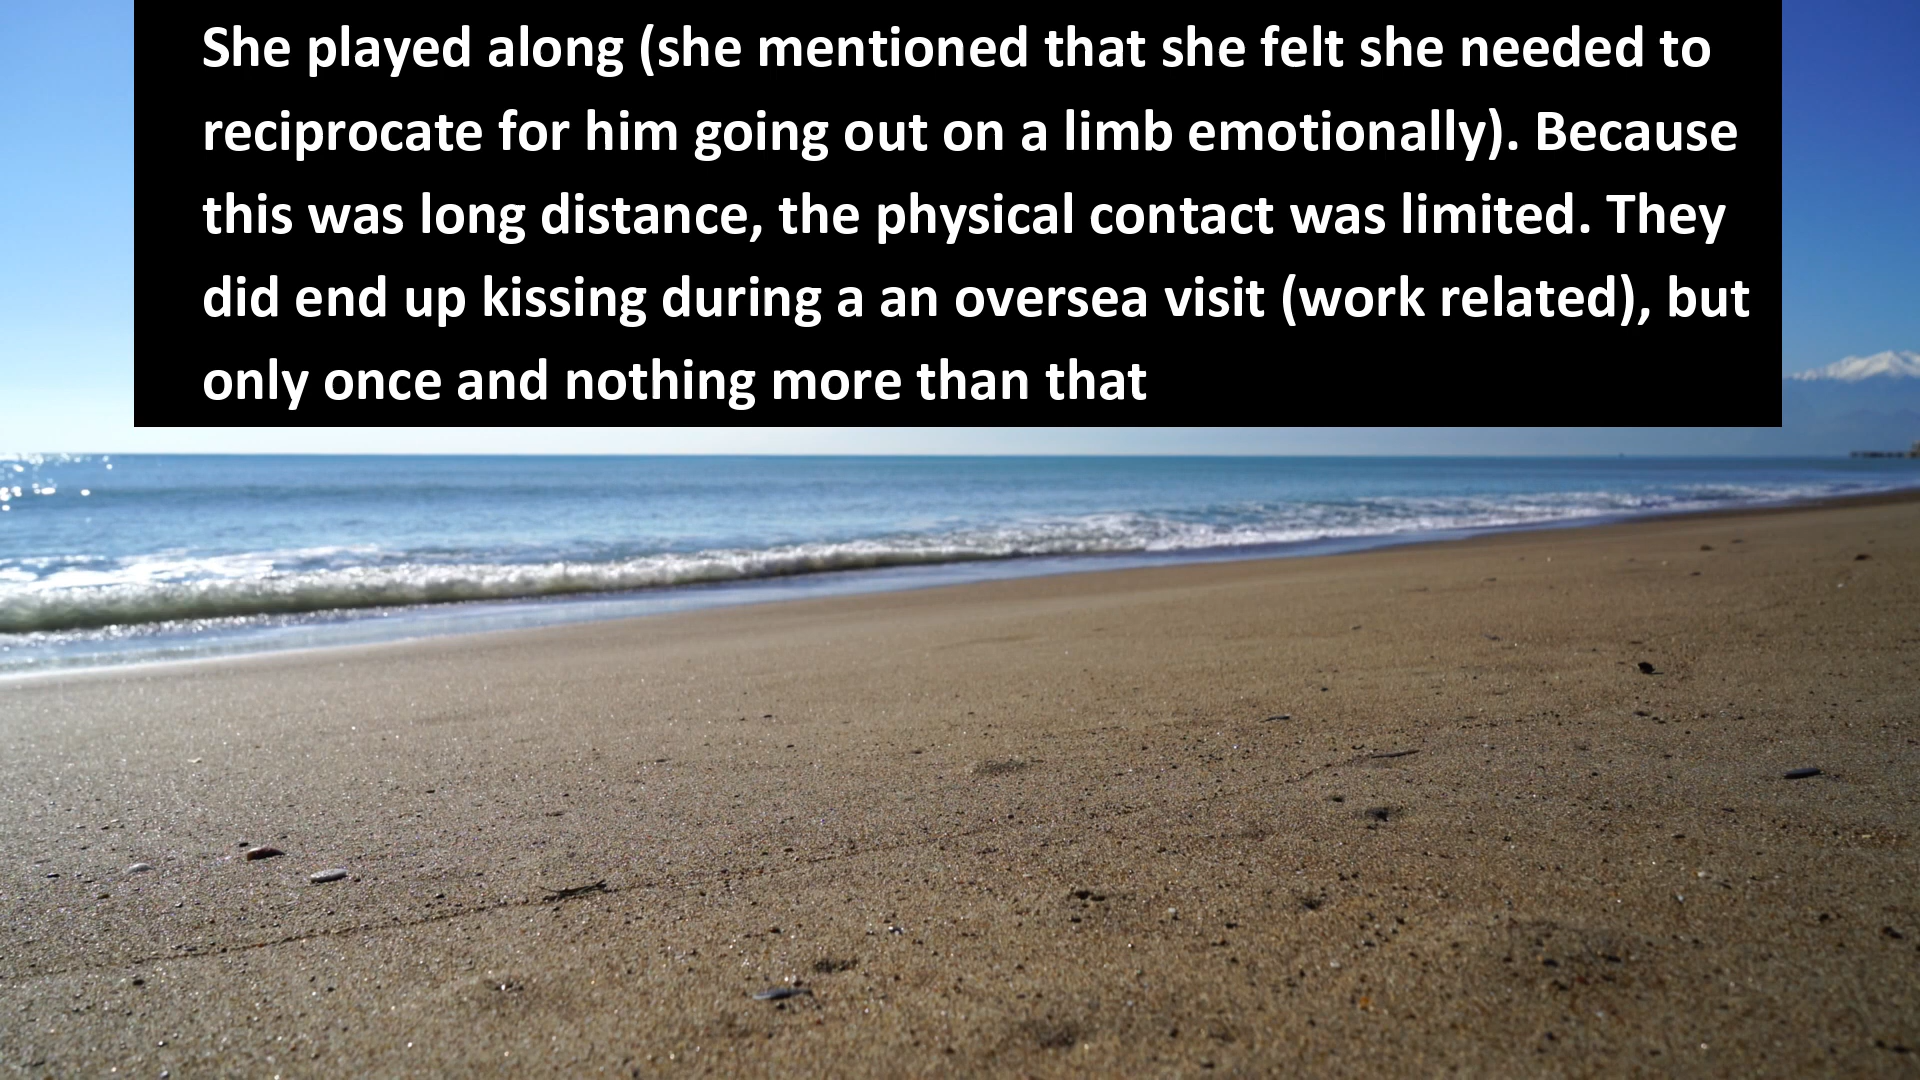 She played along (she mentioned that she felt she needed to
reciprocate for him going out on a limb emotionally). Because
this was long distance, the physical contact was limited. They
did end up kissing during a an oversea visit (work related), but
only once and nothing more than that